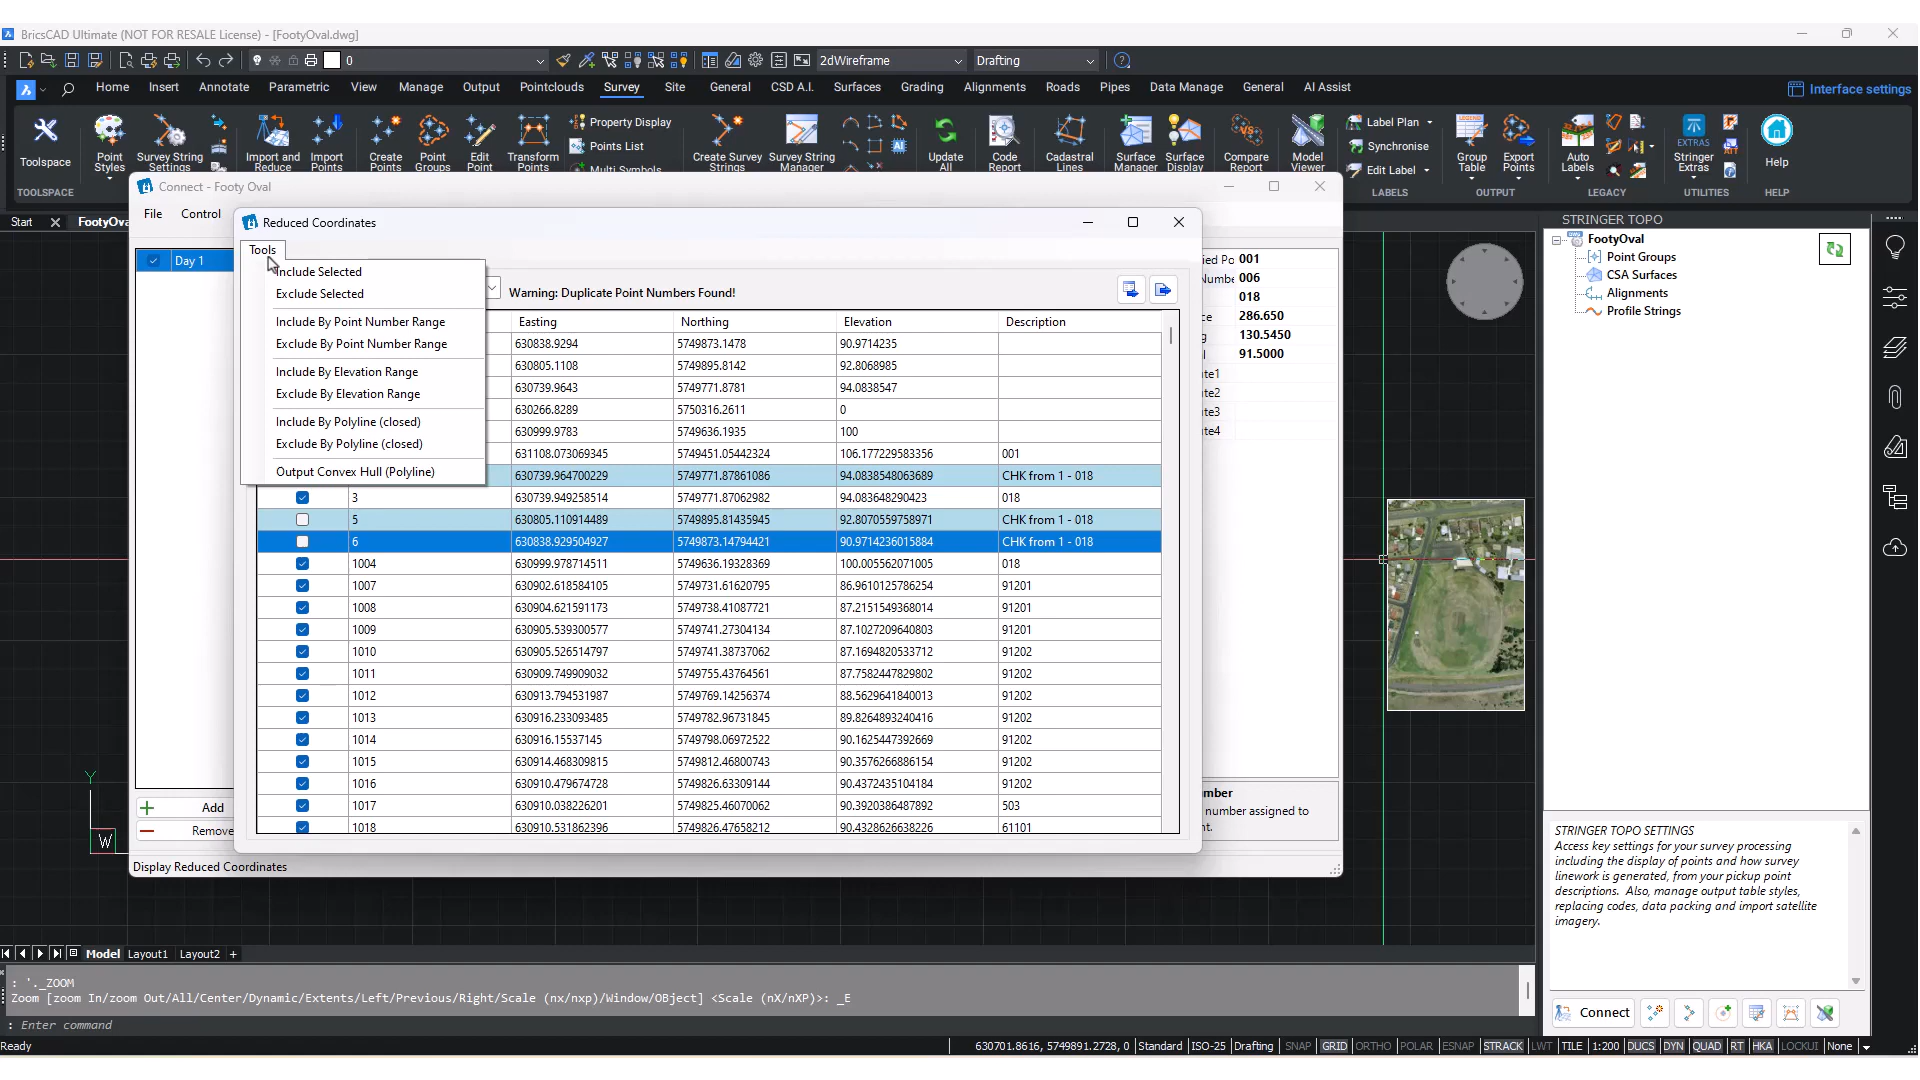 BricsCAD Ultimate (NOT FOR RESALE License) - [FootyOval.dwg]
0
2dWireframe
Drafting
Home Insert Annotate Parametric View Manage Output Pointclouds Survey Site General CSD A.I. Surfaces Grading Alignments Roads Pipes Data Manage General AI Assist
Interface settings
Toolspace
TOOLSPACE
Point Styles
Survey String Settings
Import and Reduce
Import Points
Create Points
Point Groups
Edit Point
Transform Points
Property Display
Points List
Multi Symbols
Create Survey String
Survey String Manager
Update All
Code Report
Cadastral Lines
Surface Manager
Surface Display
Compare Report
Model Viewer
Label Plan
Synchronise
Edit Label
LABELS
Group Table
Export Points
OUTPUT
Auto Labels
LEGACY
EXTRAS
Stringer Extras
UTILITIES
Help
HELP
Start
FootyOva
Connect - Footy Oval
File Control
Day 1
Add
Remove
Display Reduced Coordinates
Reduced Coordinates
Tools
Include Selected
Exclude Selected
Include By Point Number Range
Exclude By Point Number Range
Include By Elevation Range
Exclude By Elevation Range
Include By Polyline (closed)
Exclude By Polyline (closed)
Output Convex Hull (Polyline)
Warning: Duplicate Point Numbers Found!
Easting Northing Elevation Description
630838.9294 5749873.1478 90.9714235
630805.1108 5749895.8142 92.8068985
630739.9643 5749771.8781 94.0838547
630266.8289 5750316.2611 0
630999.9783 5749636.1935 100
631108.073069345 5749451.05442324 106.177229583356 001
630739.964700229 5749771.87861086 94.0838548063689 CHK from 1 - 018
3 630739.949258514 5749771.87062982 94.083648290423 018
5 630805.110914489 5749895.81435945 92.8070559758971 CHK from 1 - 018
6 630838.929504927 5749873.14794421 90.9714236015884 CHK from 1 - 018
1004 630999.978714511 5749636.19328369 100.005562071005 018
1007 630902.618584105 5749731.61620795 86.9610125786254 91201
1008 630904.621591173 5749738.41087721 87.2151549368014 91201
1009 630905.539300577 5749741.27304134 87.1027209640803 91201
1010 630905.526514797 5749741.38737062 87.1694820533712 91202
1011 630909.749909032 5749755.43764561 87.7582447829802 91202
1012 630913.794531987 5749769.14256374 88.5629641840013 91202
1013 630916.233093485 5749782.96731845 89.8264893240416 91202
1014 630916.15537145 5749798.06972522 90.1625447392669 91202
1015 630914.468309815 5749812.46800743 90.3576266886154 91202
1016 630910.479674728 5749826.63309144 90.4372435104184 91202
1017 630910.038226201 5749825.46070062 90.3920386487892 503
1018 630910.531862396 5749826.47658212 90.4328626638226 61101
ied Po 001
Numbe 006
018
ce 286.650
g 130.5450
l 91.5000
ute1
ute2
ute3
ute4
umber
number assigned to
nt.
STRINGER TOPO
FootyOval
Point Groups
CSA Surfaces
Alignments
Profile Strings
STRINGER TOPO SETTINGS
Access key settings for your survey processing
including the display of points and how survey
linework is generated, from your pickup point
descriptions. Also, manage output table styles,
replacing codes, data packing and import satellite
imagery.
Connect
Y
W
Model Layout1 Layout2 +
: '._ZOOM
Zoom [zoom In/zoom Out/All/Center/Dynamic/Extents/Left/Previous/Right/Scale (nx/nxp)/Window/OBject] <Scale (nX/nXP)>: _E
: Enter command
Ready
630701.8616, 5749891.2728, 0 Standard ISO-25 Drafting SNAP GRID ORTHO POLAR ESNAP STRACK LWT TILE 1:200 DUCS DYN QUAD RT HKA LOCKUI None